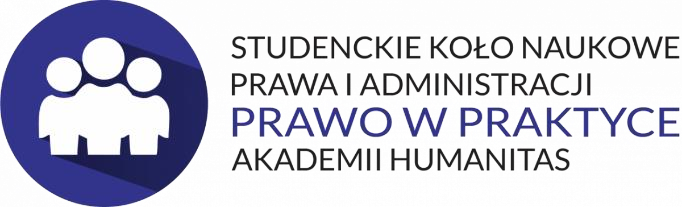 STUDENCKIE KOŁO NAUKOWE
PRAWA I ADMINISTRACJI
PRAWO W PRAKTYCE
AKADEMII HUMANITAS